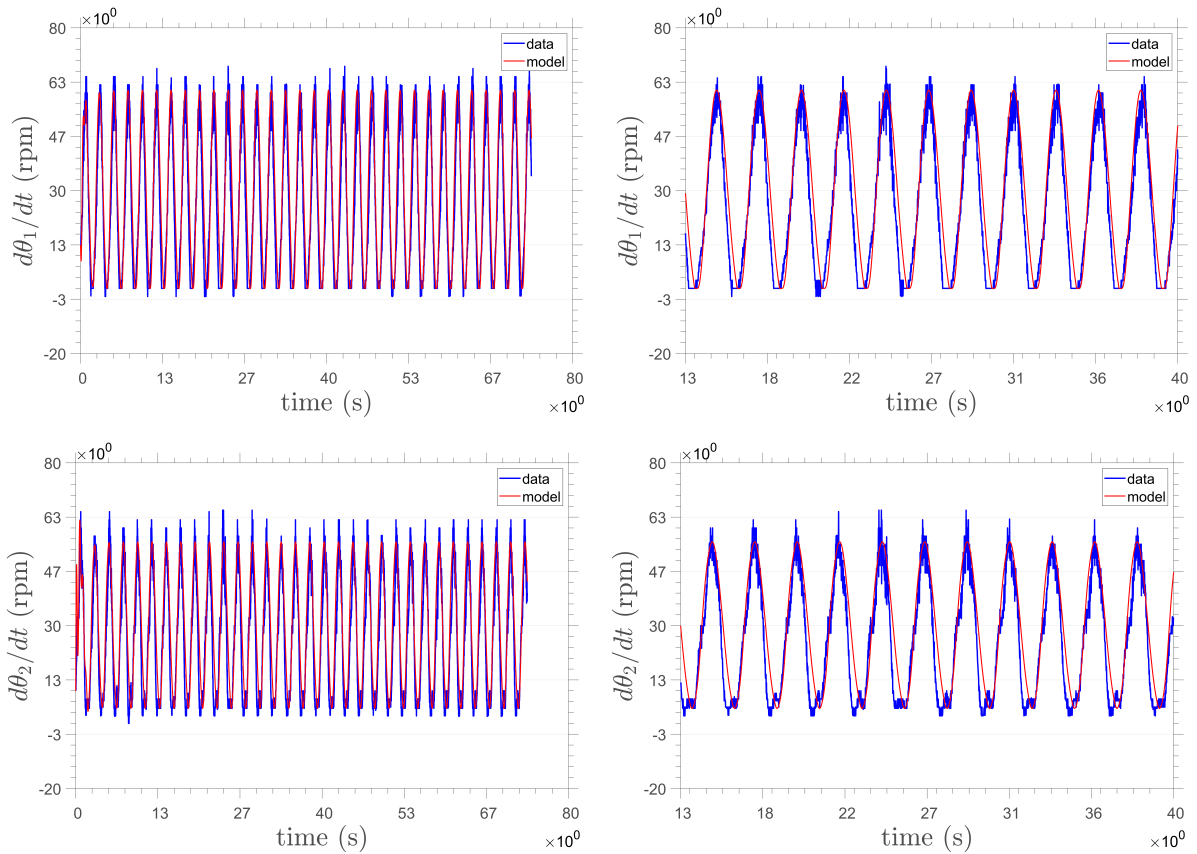 ×10⁰
80
63
47
30
13
-3
-20
dθ₁/dt (rpm)
data
model
0 13 27 40 53 67 80
time (s)
×10⁰
×10⁰
80
63
47
30
13
-3
-20
dθ₁/dt (rpm)
data
model
13 18 22 27 31 36 40
time (s)
×10⁰
×10⁰
80
63
47
30
13
-3
-20
dθ₂/dt (rpm)
data
model
0 13 27 40 53 67 80
time (s)
×10⁰
×10⁰
80
63
47
30
13
-3
-20
dθ₂/dt (rpm)
data
model
13 18 22 27 31 36 40
time (s)
×10⁰